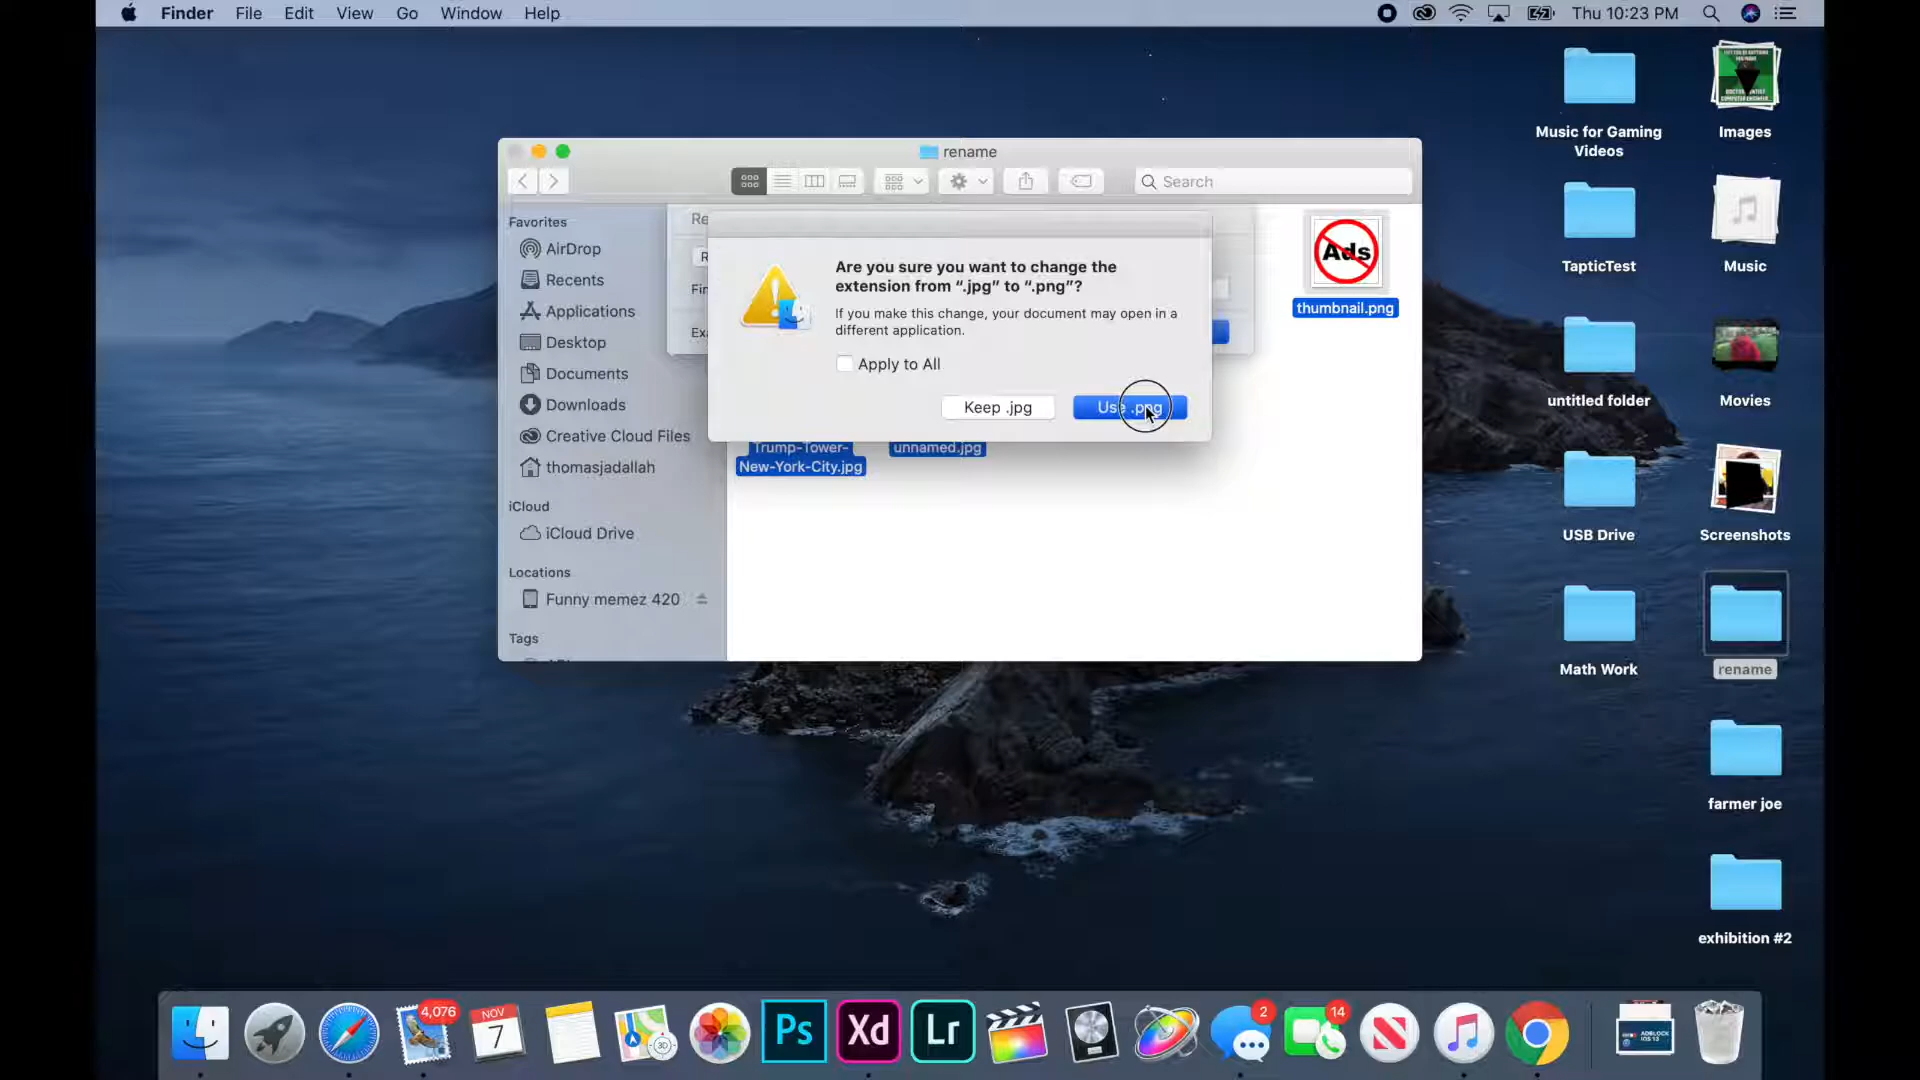 Finder File Edit View Go Window Help
Thu 10:23 PM
rename
Search
Favorites
AirDrop
Recents
Applications
Desktop
Documents
Downloads
Creative Cloud Files
thomasjadallah
iCloud
iCloud Drive
Locations
Funny memez 420
Tags
Are you sure you want to change the
extension from “.jpg” to “.png”?
If you make this change, your document may open in a
different application.
Apply to All
Keep .jpg
Use .png
Ads
thumbnail.png
Trump-Tower-
New-York-City.jpg
unnamed.jpg
Music for Gaming
Videos
Images
TapticTest
Music
untitled folder
Movies
USB Drive
Screenshots
Math Work
rename
farmer joe
exhibition #2
4,076
NOV
7
3D
Ps
Xd
Lr
2
14
ADBLOCK
iOS 13